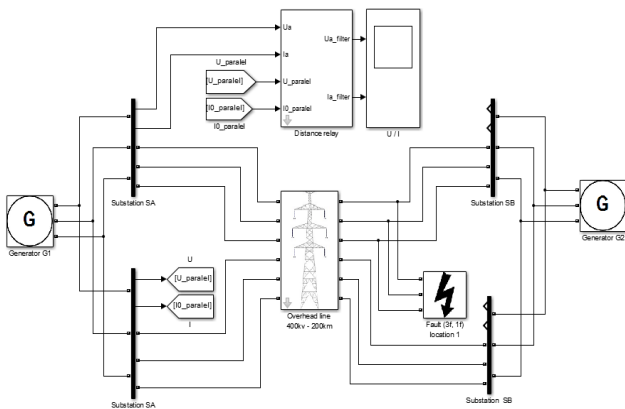 Ua
Ia
U_paralel
I0_paralel
Ua_filter
Ia_filter
U_paralel
[U_paralel]
[I0_paralel]
I0_paralel
Distance relay
U / I
Substation SA
Substation SB
G
Generator G1
G
Generator G2
U
[U_paralel]
[I0_paralel]
I
Overhead line
400kv - 200km
Fault (3f, 1f)
location 1
Substation SA
Substation SB